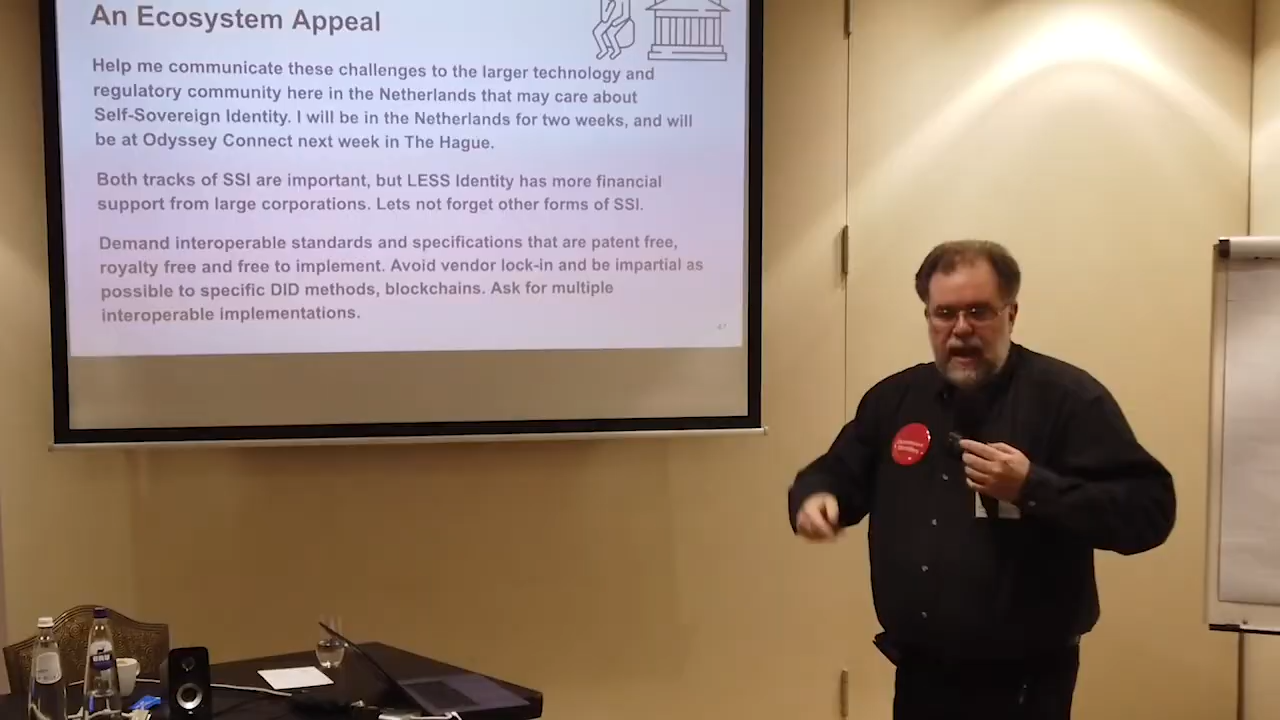 An Ecosystem Appeal
Help me communicate these challenges to the larger technology and
regulatory community here in the Netherlands that may care about
Self-Sovereign Identity. I will be in the Netherlands for two weeks, and will
be at Odyssey Connect next week in The Hague.
Both tracks of SSI are important, but LESS Identity has more financial
support from large corporations. Lets not forget other forms of SSI.
Demand interoperable standards and specifications that are patent free,
royalty free and free to implement. Avoid vendor lock-in and be impartial as
possible to specific DID methods, blockchains. Ask for multiple
interoperable implementations.